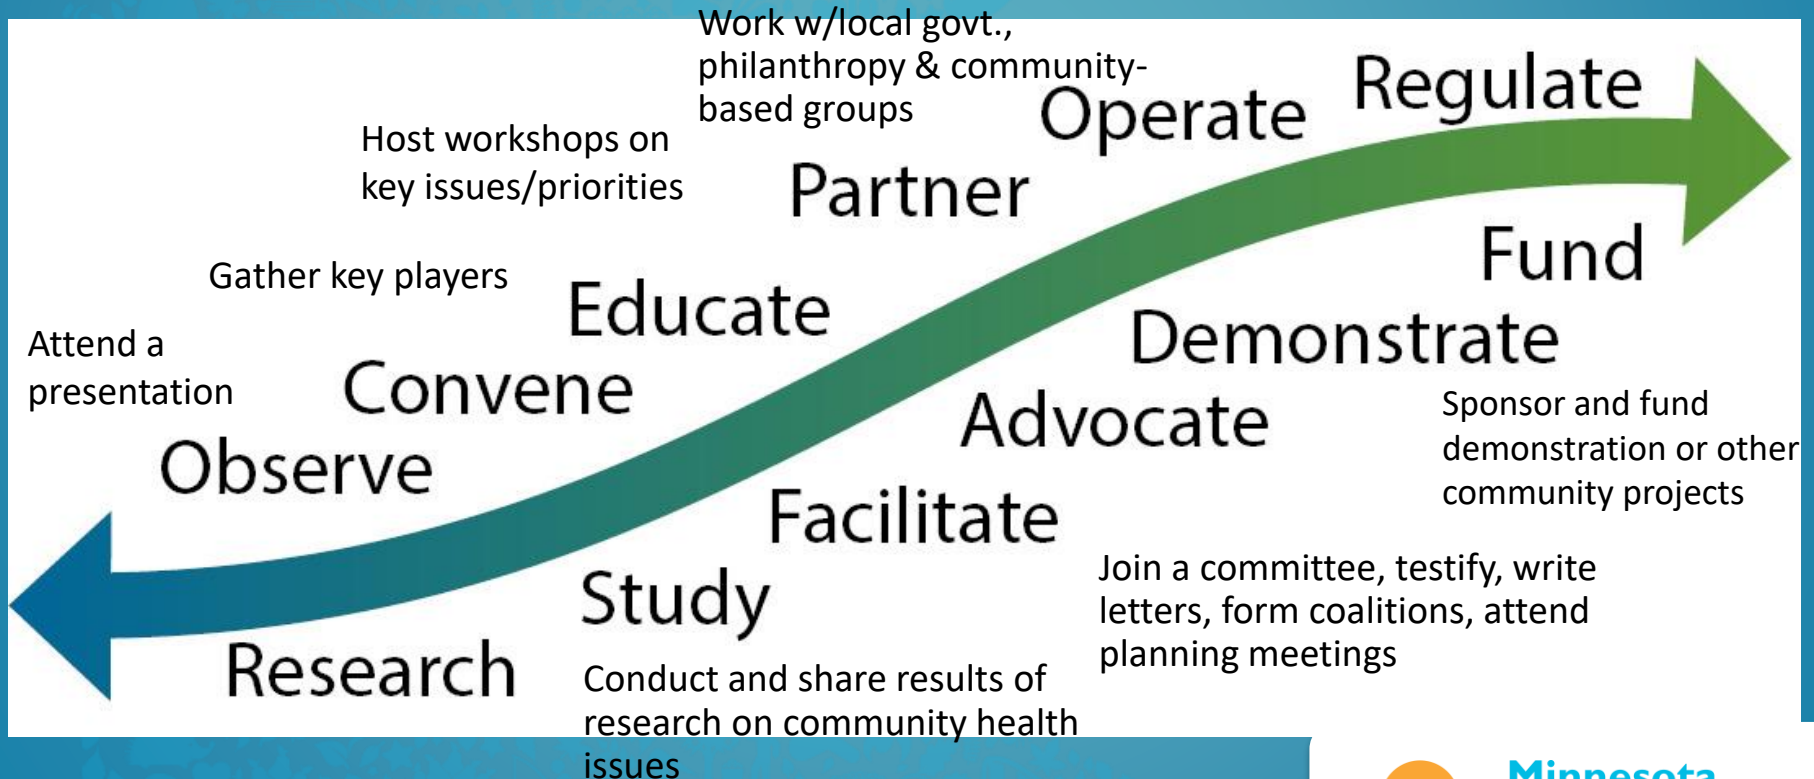 Work w/local govt.,
philanthropy & community-
based groups
Operate
Regulate
Host workshops on
key issues/priorities
Partner
Gather key players
Educate
Fund
Attend a
presentation
Convene
Demonstrate
Observe
Advocate
Sponsor and fund
demonstration or other
community projects
Facilitate
Study
Join a committee, testify, write
letters, form coalitions, attend
planning meetings
Research
Conduct and share results of
research on community health
issues
Minnesota